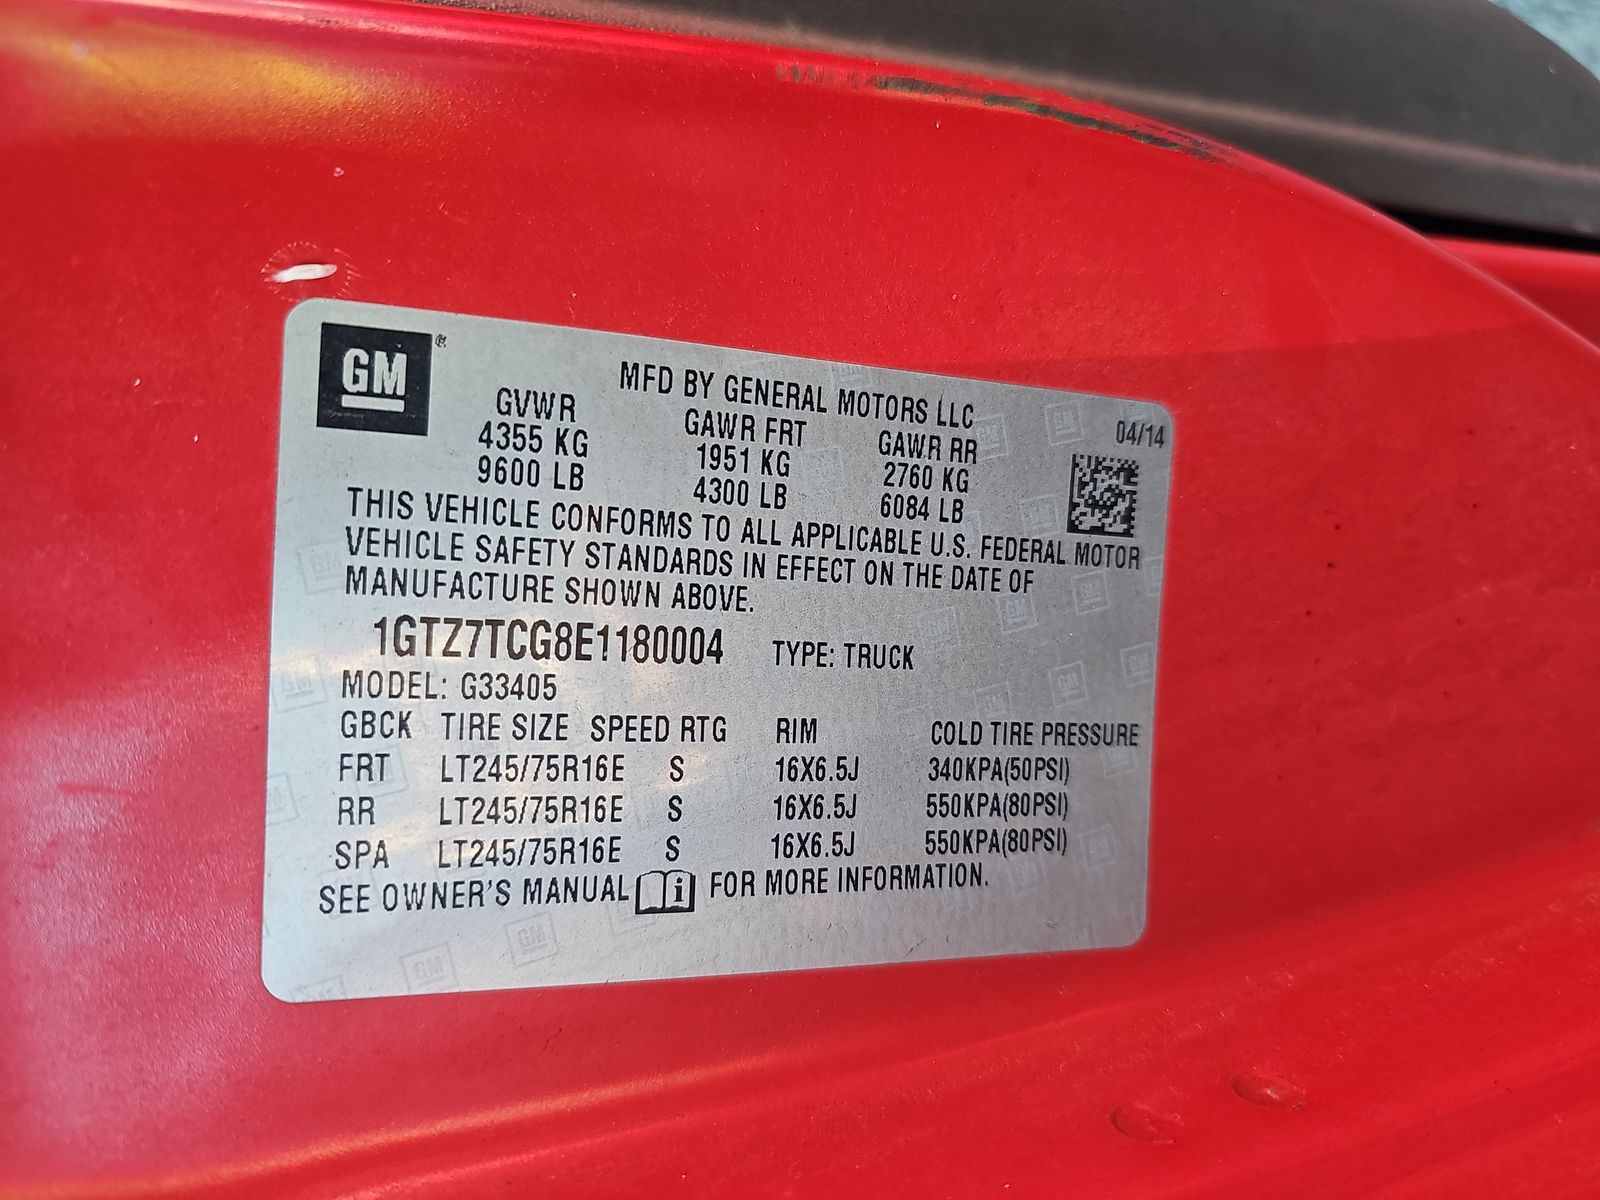 GM
MFD BY GENERAL MOTORS LLC
04/14
GVWR GAWR FRT GAWR RR
4355 KG 1951 KG 2760 KG
9600 LB 4300 LB 6084 LB
THIS VEHICLE CONFORMS TO ALL APPLICABLE U.S. FEDERAL MOTOR
VEHICLE SAFETY STANDARDS IN EFFECT ON THE DATE OF
MANUFACTURE SHOWN ABOVE.
1GTZ7TCG8E1180004 TYPE: TRUCK
MODEL: G33405
GBCK TIRE SIZE SPEED RTG RIM COLD TIRE PRESSURE
FRT LT245/75R16E S 16X6.5J 340KPA(50PSI)
RR LT245/75R16E S 16X6.5J 550KPA(80PSI)
SPA LT245/75R16E S 16X6.5J 550KPA(80PSI)
SEE OWNER'S MANUAL i FOR MORE INFORMATION.